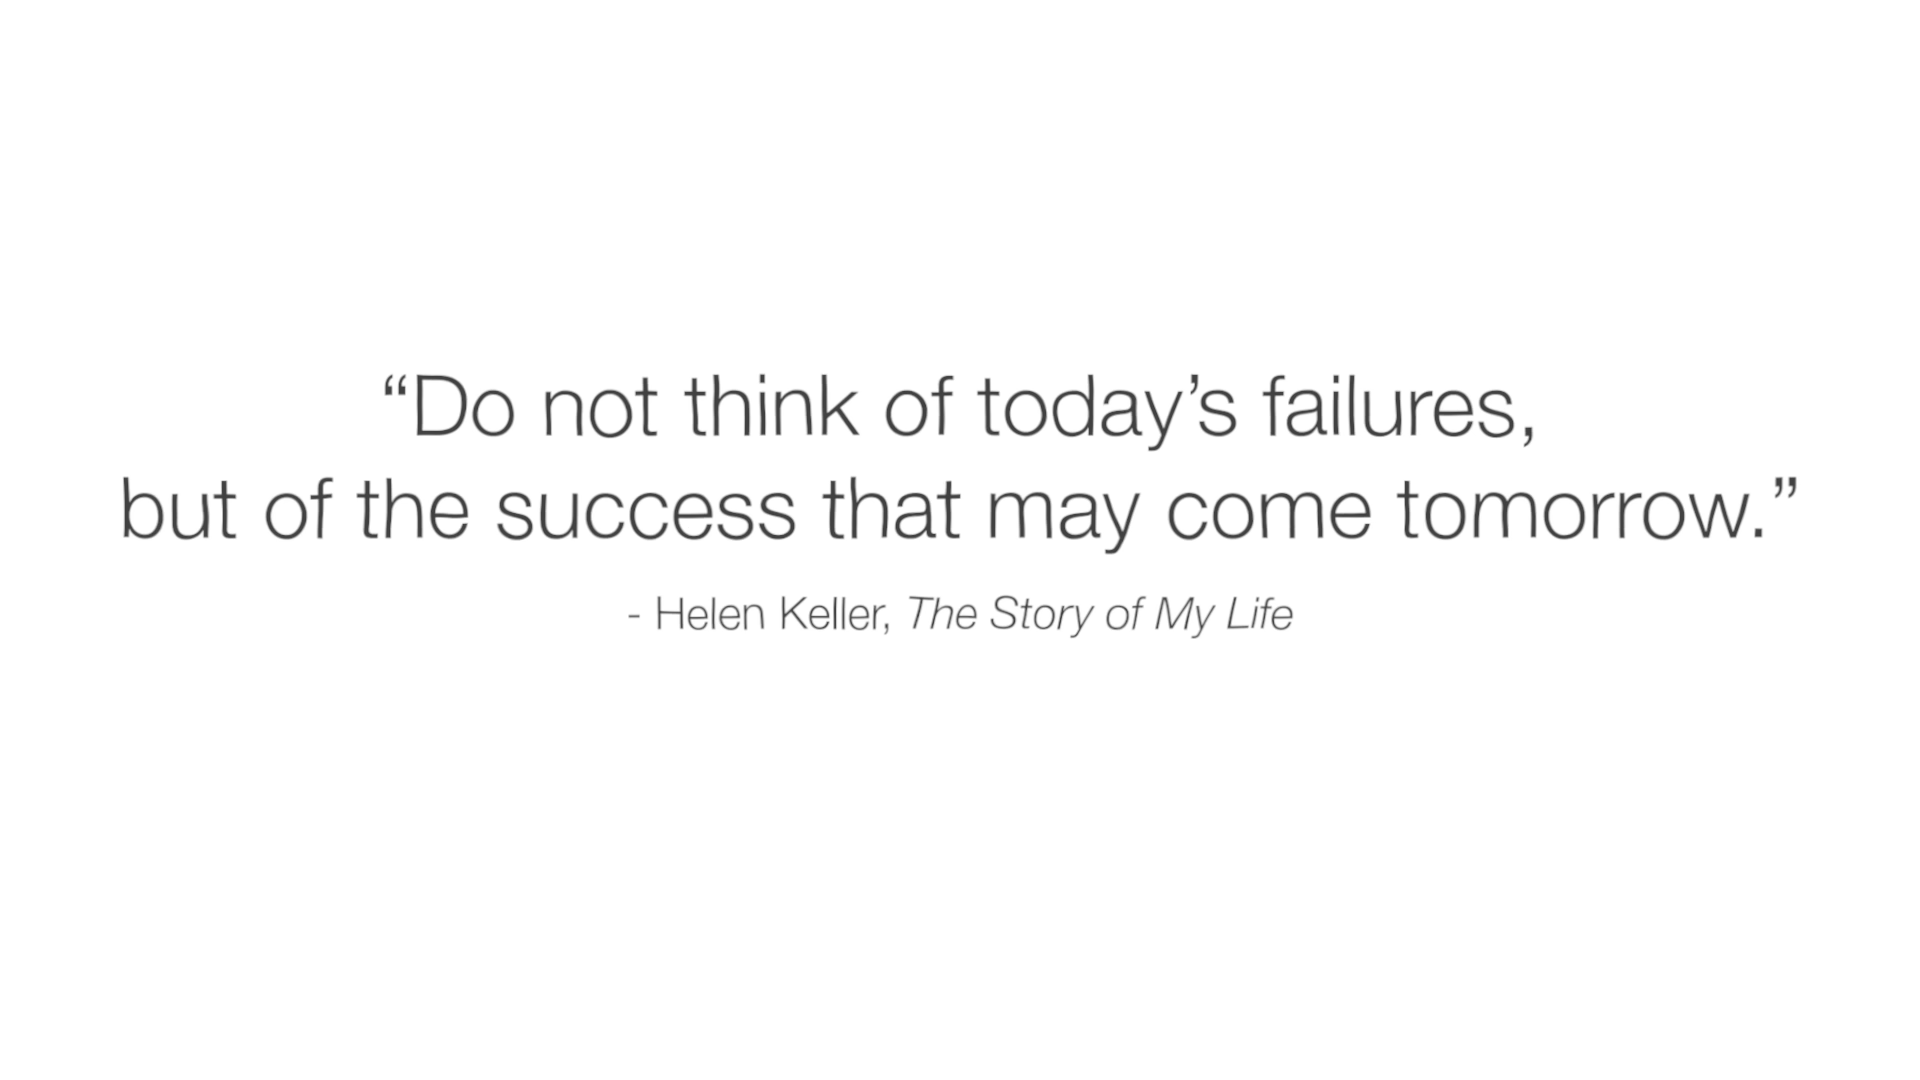 “Do not think of today’s failures,
but of the success that may come tomorrow.”
- Helen Keller, The Story of My Life